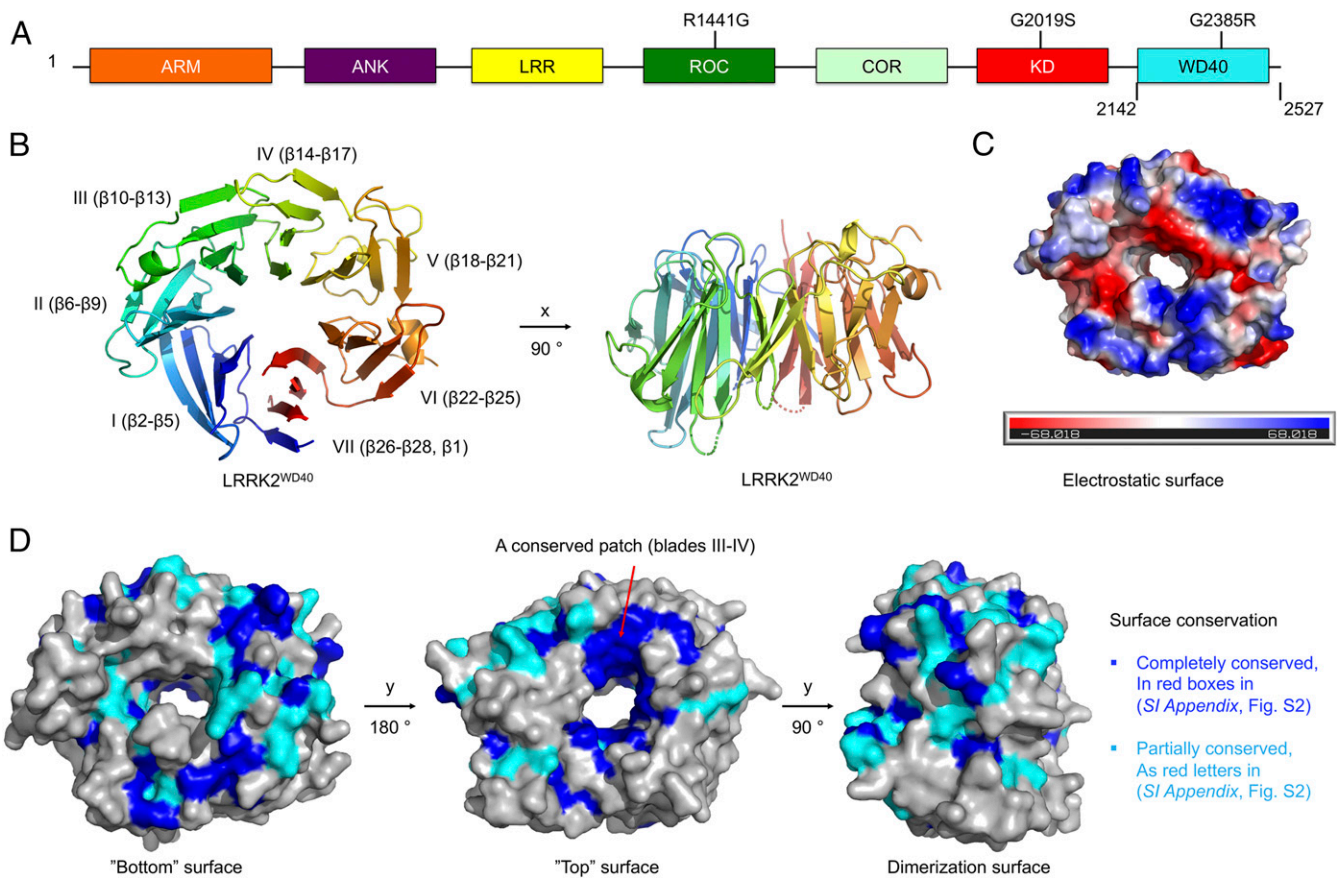 A
R1441G
G2019S
G2385R
1
ARM
ANK
LRR
ROC
COR
KD
WD40
2142
2527
B
IV (β14-β17)
III (β10-β13)
V (β18-β21)
II (β6-β9)
VI (β22-β25)
I (β2-β5)
VII (β26-β28, β1)
LRRK2WD40
x
90 °
LRRK2WD40
C
-68.018
68.018
Electrostatic surface
D
A conserved patch (blades III-IV)
y
180 °
y
90 °
"Bottom" surface
"Top" surface
Dimerization surface
Surface conservation
Completely conserved,
In red boxes in
(SI Appendix, Fig. S2)
Partially conserved,
As red letters in
(SI Appendix, Fig. S2)